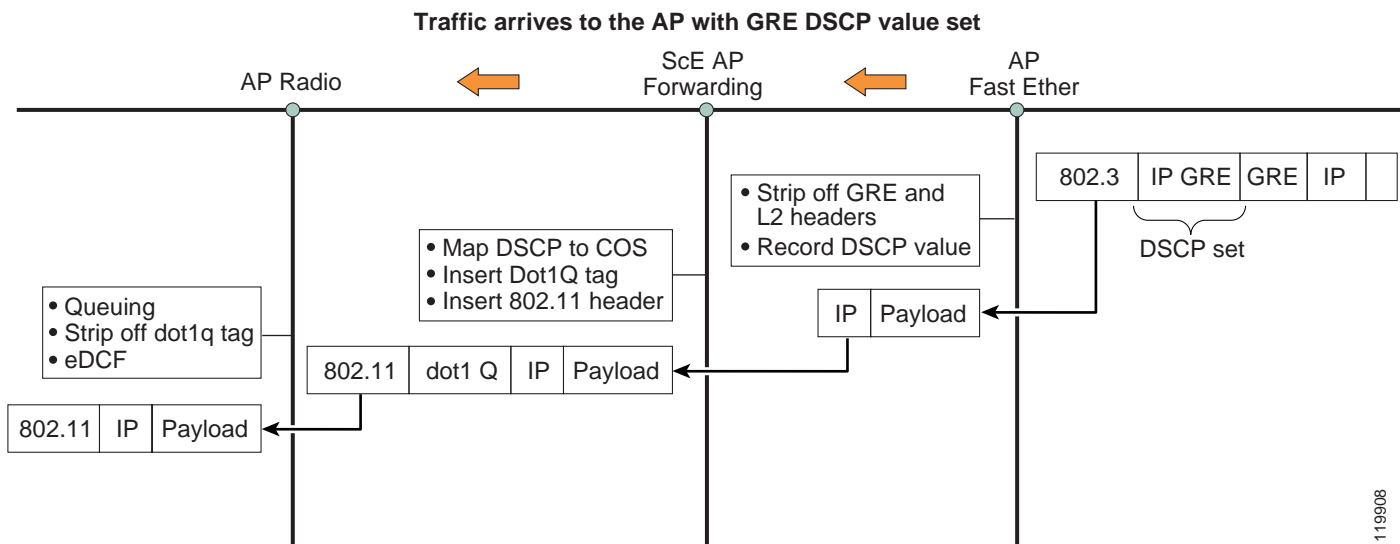 Traffic arrives to the AP with GRE DSCP value set
AP Radio
ScE AP
Forwarding
AP
Fast Ether
802.3 IP GRE GRE IP
DSCP set
• Strip off GRE and
L2 headers
• Record DSCP value
• Map DSCP to COS
• Insert Dot1Q tag
• Insert 802.11 header
IP Payload
• Queuing
• Strip off dot1q tag
• eDCF
802.11 dot1 Q IP Payload
802.11 IP Payload
119908